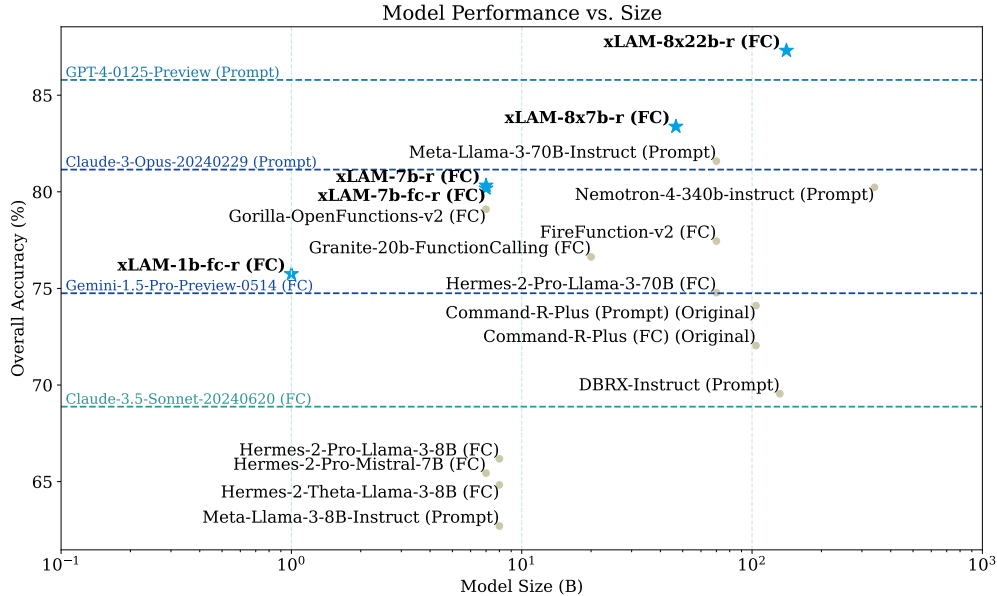 Model Performance vs. Size
xLAM-8x22b-r (FC)
GPT-4-0125-Preview (Prompt)
85
xLAM-8x7b-r (FC)
Meta-Llama-3-70B-Instruct (Prompt)
Claude-3-Opus-20240229 (Prompt)
xLAM-7b-r (FC)
80
xLAM-7b-fc-r (FC)
Nemotron-4-340b-instruct (Prompt)
Gorilla-OpenFunctions-v2 (FC)
FireFunction-v2 (FC)
Granite-20b-FunctionCalling (FC)
xLAM-1b-fc-r (FC)
75
Gemini-1.5-Pro-Preview-0514 (FC)
Hermes-2-Pro-Llama-3-70B (FC)
Command-R-Plus (Prompt) (Original)
Command-R-Plus (FC) (Original)
70
DBRX-Instruct (Prompt)
Claude-3.5-Sonnet-20240620 (FC)
Hermes-2-Pro-Llama-3-8B (FC)
Hermes-2-Pro-Mistral-7B (FC)
65
Hermes-2-Theta-Llama-3-8B (FC)
Meta-Llama-3-8B-Instruct (Prompt)
Overall Accuracy (%)
10⁻¹ 10⁰ 10¹ 10² 10³
Model Size (B)